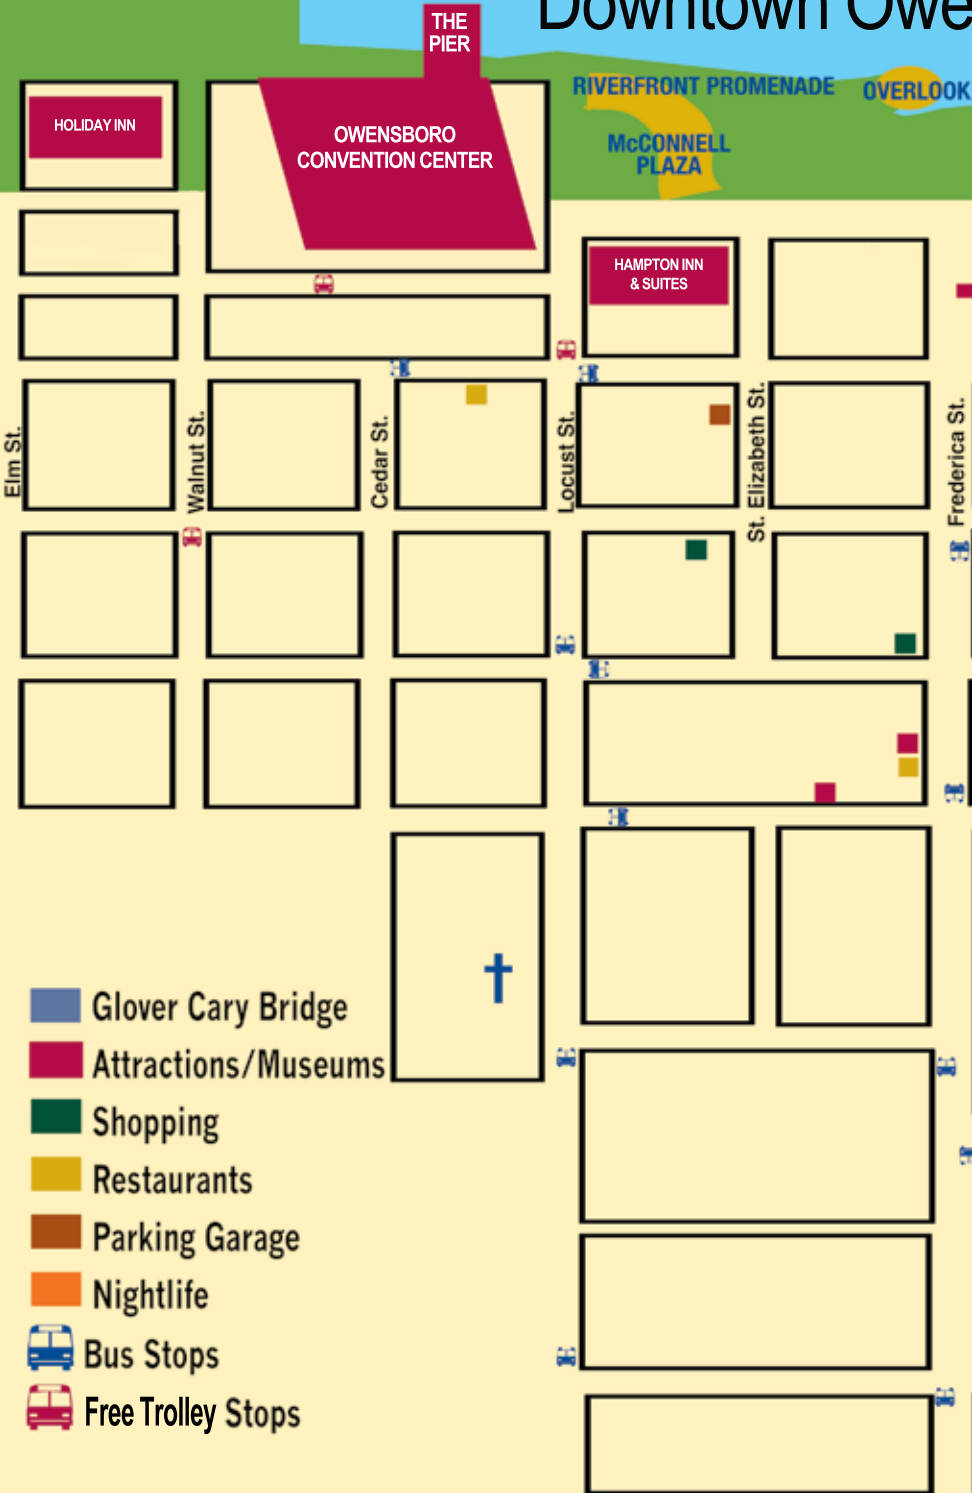 Downtown Owe
THE
PIER
RIVERFRONT PROMENADE
OVERLOOK
HOLIDAY INN
OWENSBORO
CONVENTION CENTER
McCONNELL
PLAZA
HAMPTON INN
& SUITES
Elm St.
Walnut St.
Cedar St.
Locust St.
St. Elizabeth St.
Frederica St.
Glover Cary Bridge
Attractions/Museums
Shopping
Restaurants
Parking Garage
Nightlife
Bus Stops
Free Trolley Stops